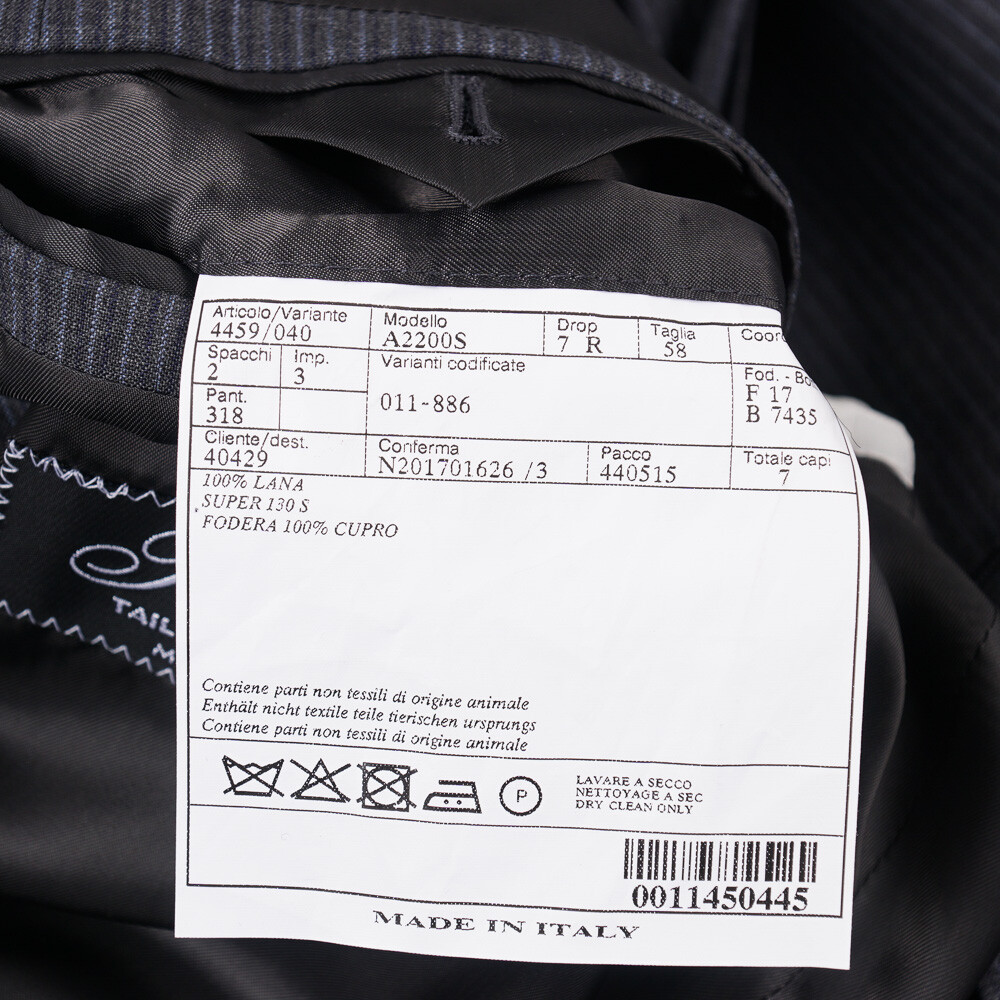 Articolo/Variante
4459/040
Modello
A2200S
Drop
7 R
Taglia
58
Spacchi
2
Imp.
3
Varianti codificate
011-886
Fod. -
F 17
B 7435
Pant.
318
Cliente/dest.
40429
Conferma
N201701626 /3
Pacco
440515
Totale capi
7
100% LANA
SUPER 130 S
FODERA 100% CUPRO
Contiene parti non tessili di origine animale
Enthält nicht textile teile tierischen ursprungs
Contiene parti non tessili di origine animale
P
LAVARE A SECCO
NETTOYAGE A SEC
DRY CLEAN ONLY
0011450445
MADE IN ITALY